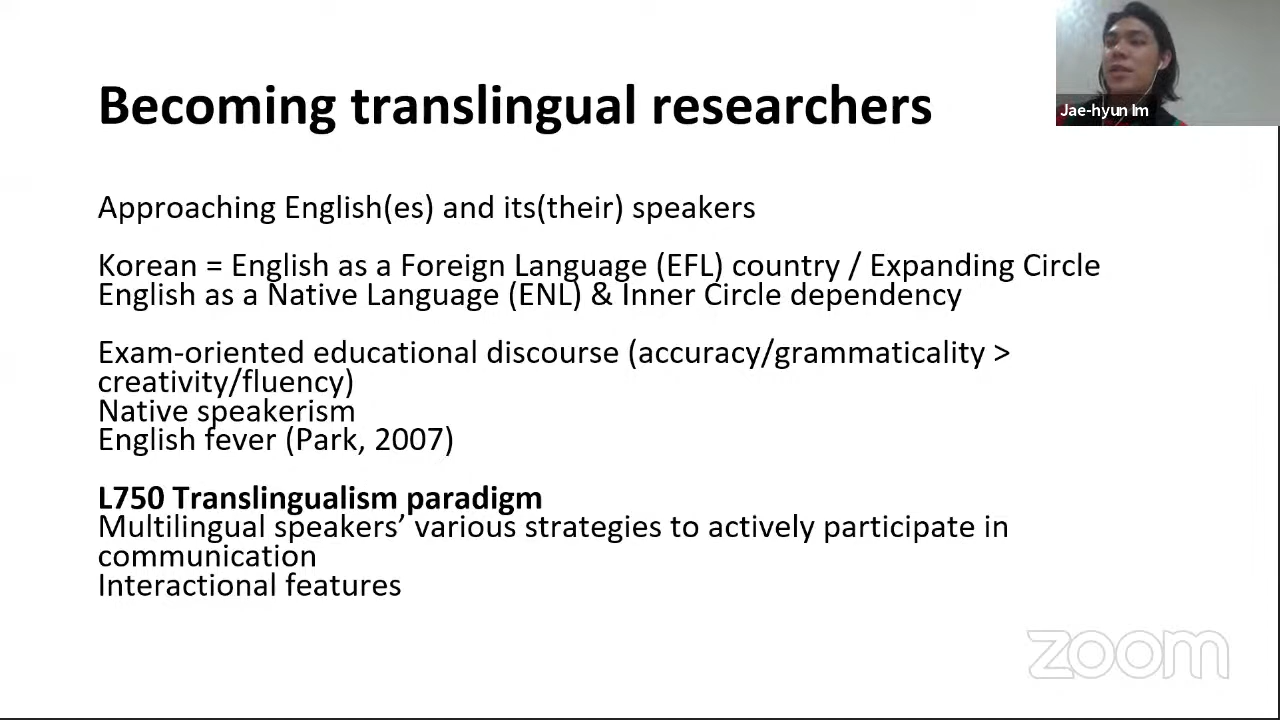 Becoming translingual researchers
Jae-hyun Im
Approaching English(es) and its(their) speakers
Korean = English as a Foreign Language (EFL) country / Expanding Circle
English as a Native Language (ENL) & Inner Circle dependency
Exam-oriented educational discourse (accuracy/grammaticality >
creativity/fluency)
Native speakerism
English fever (Park, 2007)
L750 Translingualism paradigm
Multilingual speakers’ various strategies to actively participate in
communication
Interactional features
zoom